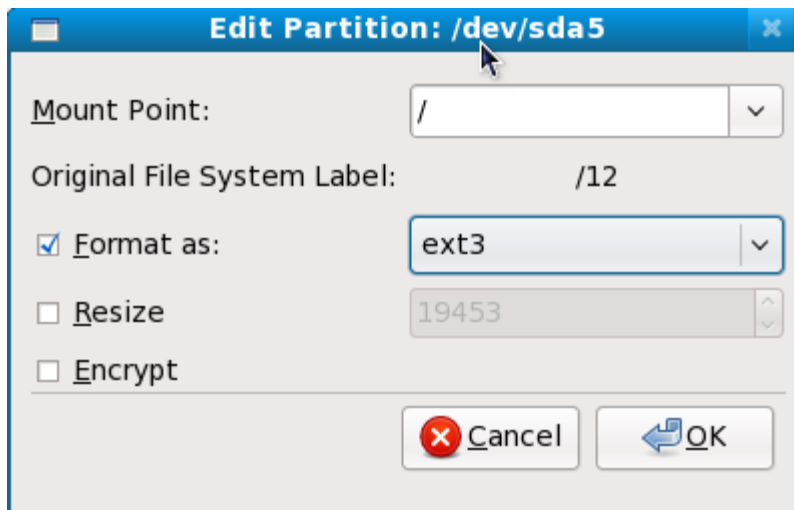 Edit Partition: /dev/sda5
Mount Point: /
Original File System Label: /12
Format as: ext3
Resize 19453
Encrypt
Cancel OK